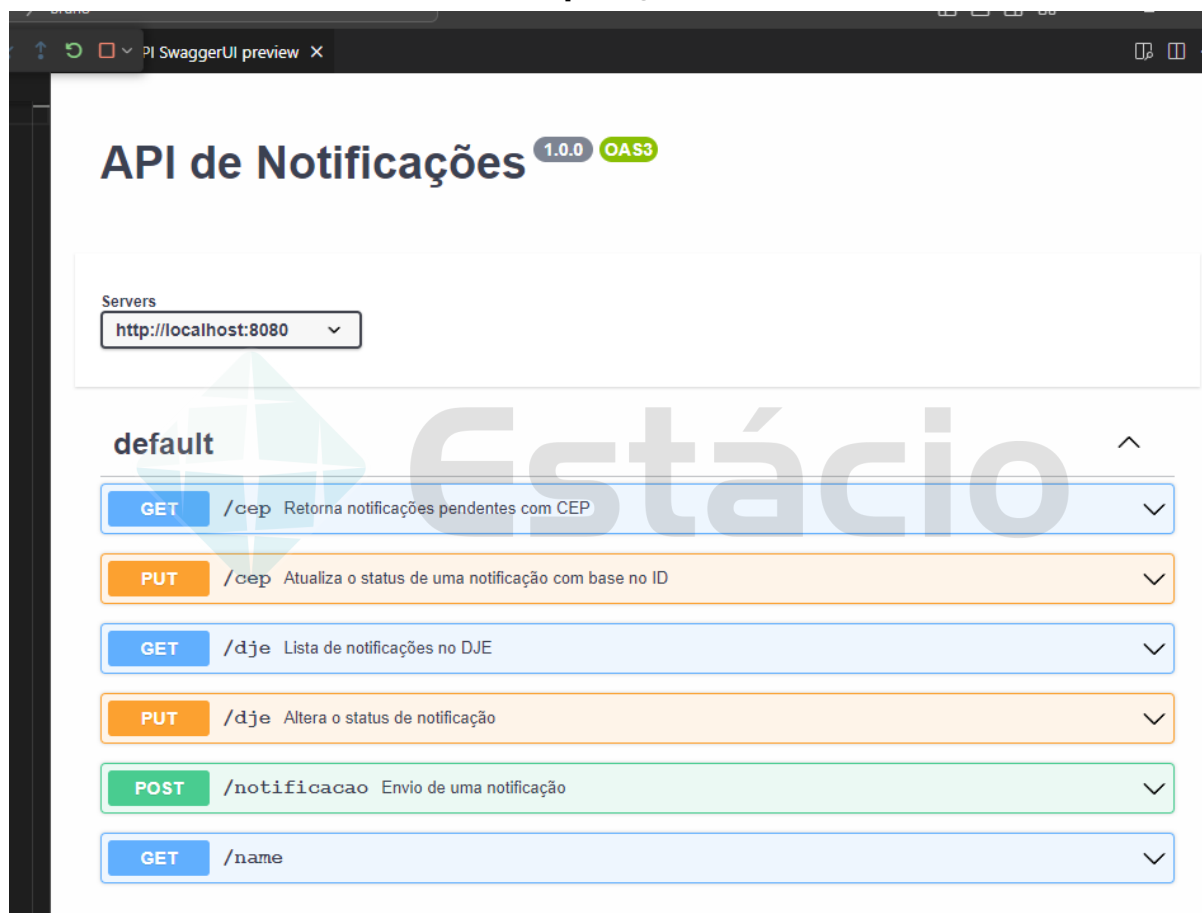 PI SwaggerUI preview
API de Notificações 1.0.0 OAS3
Servers
http://localhost:8080
Estácio
default
GET /cep Retorna notificações pendentes com CEP
PUT /cep Atualiza o status de uma notificação com base no ID
GET /dje Lista de notificações no DJE
PUT /dje Altera o status de notificação
POST /notificacao Envio de uma notificação
GET /name